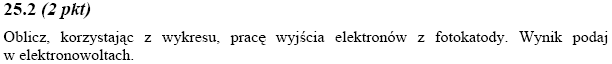 25.2 (2 pkt)
Oblicz, korzystając z wykresu, pracę wyjścia elektronów z fotokatody. Wynik podaj
w elektronowoltach.